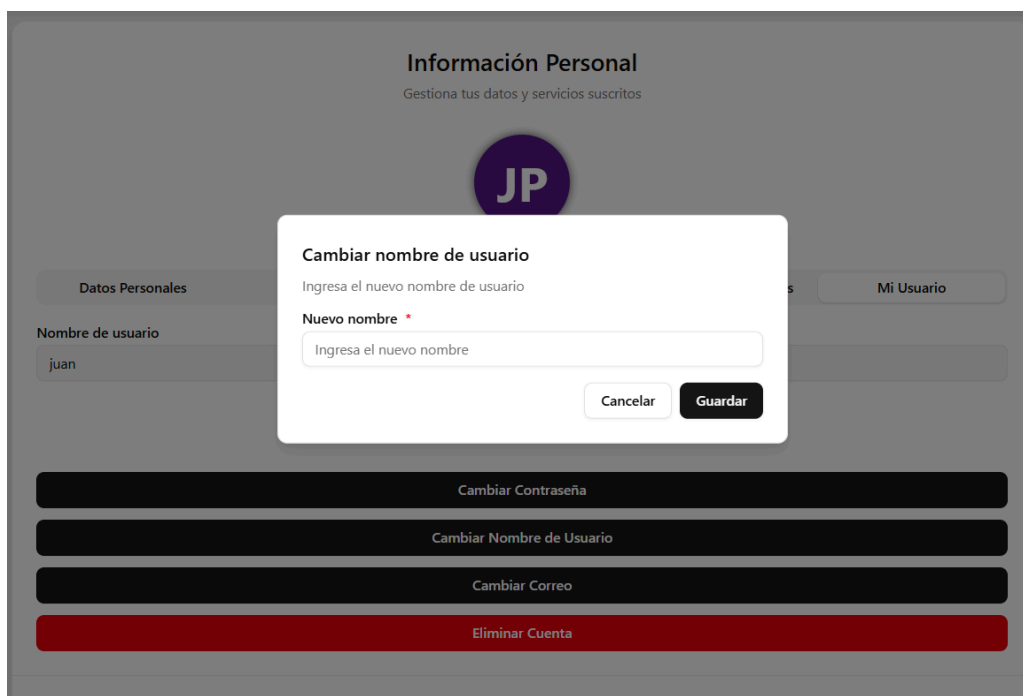 Información Personal
Gestiona tus datos y servicios suscritos
JP
Cambiar nombre de usuario
Ingresa el nuevo nombre de usuario
Nuevo nombre *
Ingresa el nuevo nombre
Cancelar Guardar
Datos Personales Mi Usuario
Nombre de usuario
juan
Cambiar Contraseña
Cambiar Nombre de Usuario
Cambiar Correo
Eliminar Cuenta